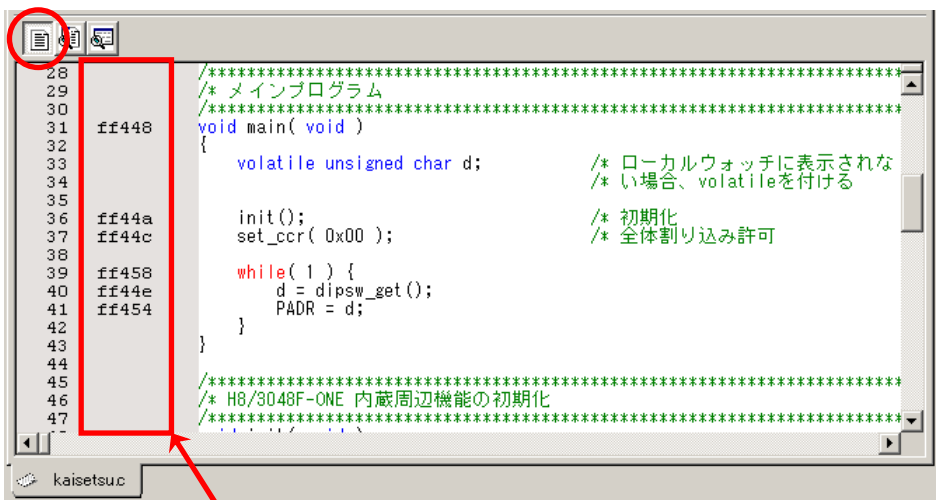 28 /**********************************************************************
29 /* メインプログラム
30 /**********************************************************************
31 ff448 void main( void )
32 {
33 volatile unsigned char d; /* ローカルウォッチに表示されな
34 /* い場合、volatileを付ける
35
36 ff44a init(); /* 初期化
37 ff44c set_ccr( 0x00 ); /* 全体割り込み許可
38
39 ff458 while( 1 ) {
40 ff44e d = dipsw_get();
41 ff454 PADR = d;
42 }
43 }
44
45 /**********************************************************************
46 /* H8/3048F-ONE 内蔵周辺機能の初期化
47 /**********************************************************************
kaisetsu.c